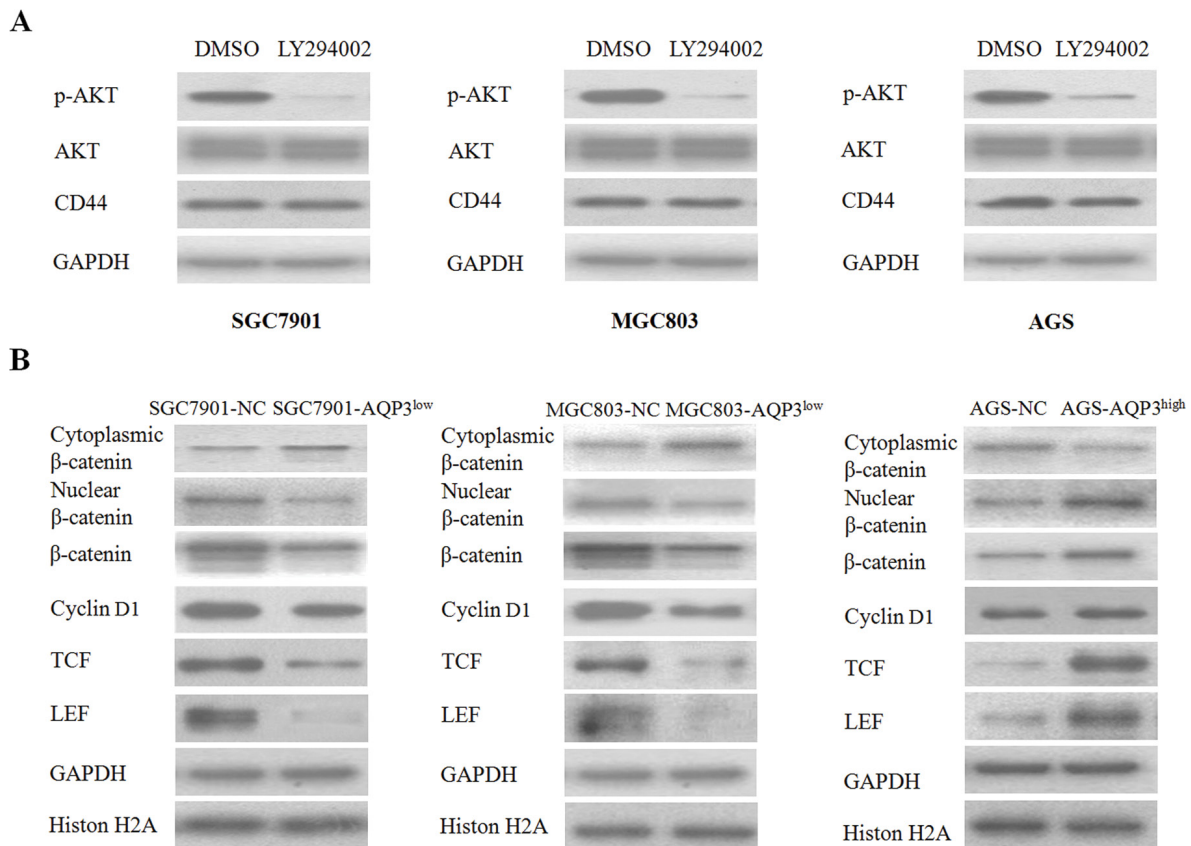 A
DMSO LY294002
DMSO LY294002
DMSO LY294002
p-AKT
AKT
CD44
GAPDH
SGC7901
p-AKT
AKT
CD44
GAPDH
MGC803
p-AKT
AKT
CD44
GAPDH
AGS
B
SGC7901-NC SGC7901-AQP3low
Cytoplasmic
β-catenin
Nuclear
β-catenin
β-catenin
Cyclin D1
TCF
LEF
GAPDH
Histon H2A
MGC803-NC MGC803-AQP3low
Cytoplasmic
β-catenin
Nuclear
β-catenin
β-catenin
Cyclin D1
TCF
LEF
GAPDH
Histon H2A
AGS-NC AGS-AQP3high
Cytoplasmic
β-catenin
Nuclear
β-catenin
β-catenin
Cyclin D1
TCF
LEF
GAPDH
Histon H2A